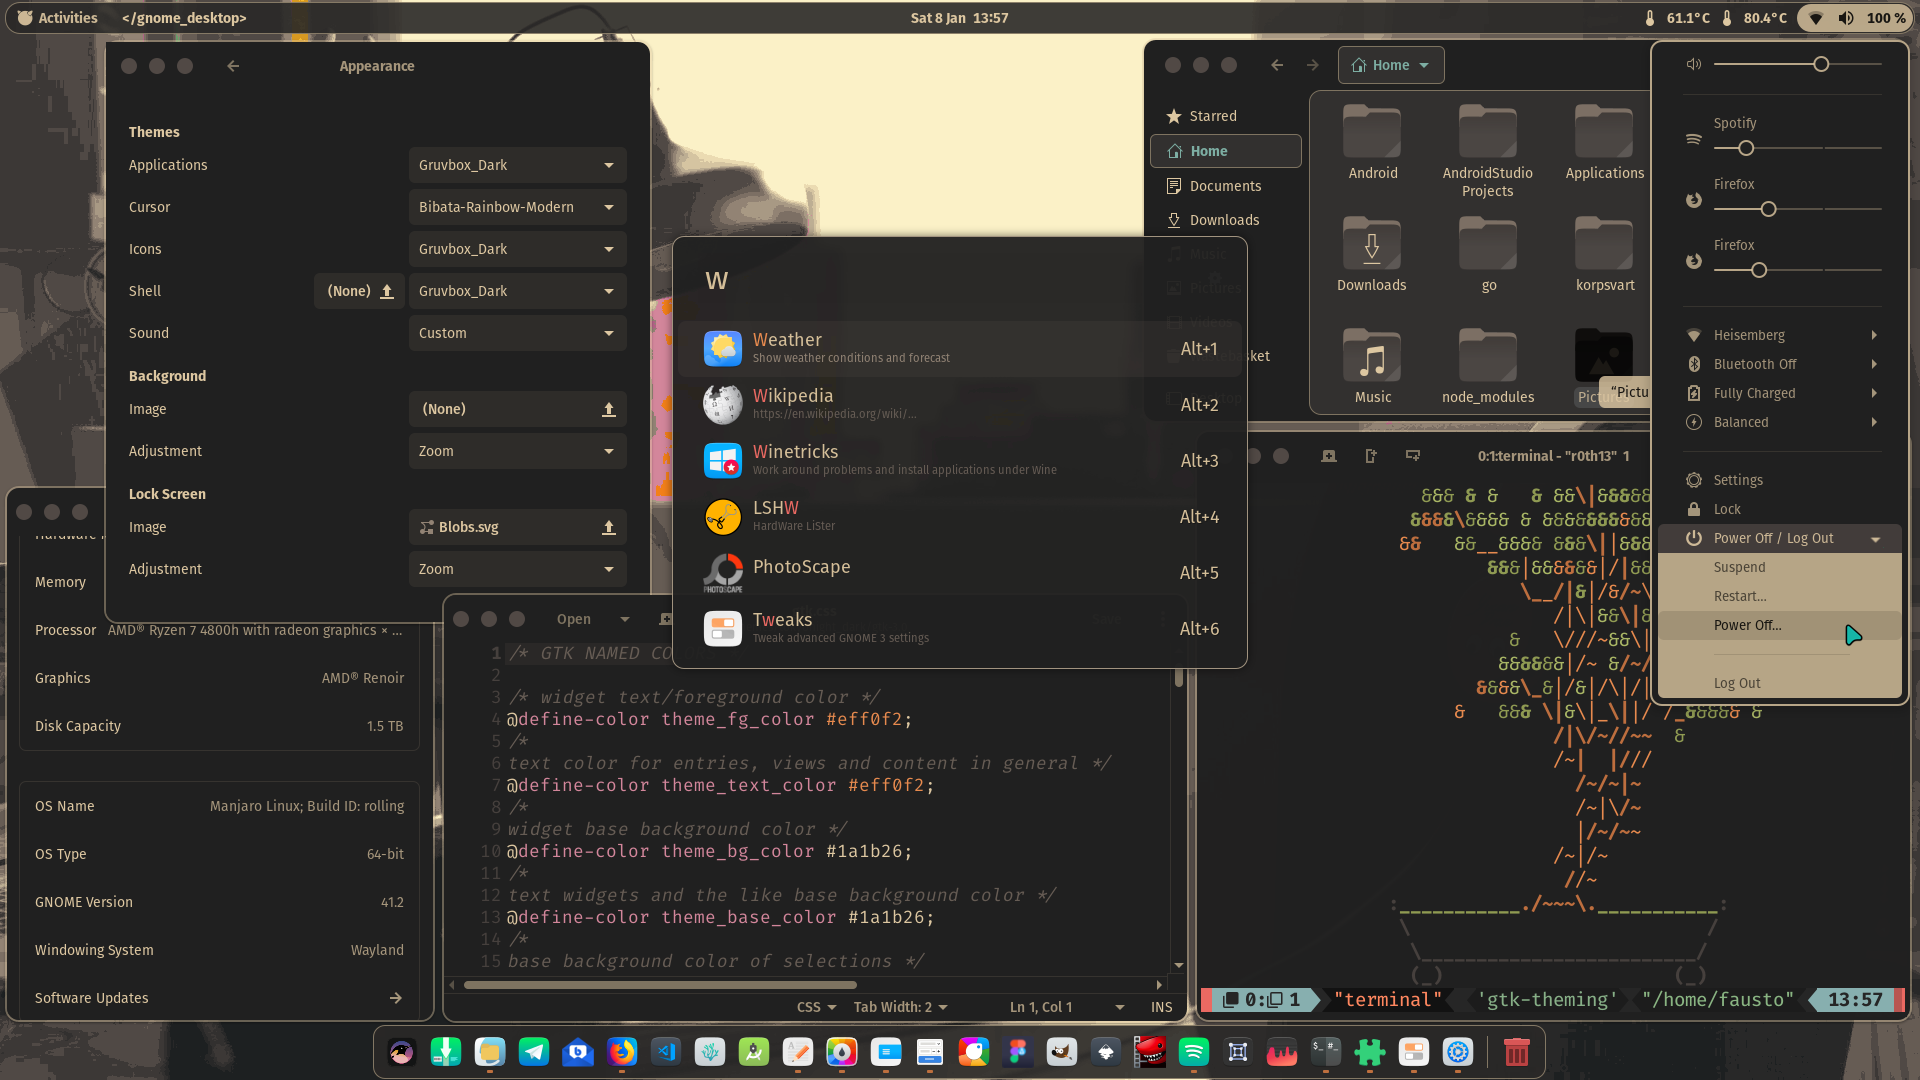 Activities
</gnome_desktop>
Sat 8 Jan 13:57
61.1°C
80.4°C
100 %
Appearance
Themes
Applications
Gruvbox_Dark
Cursor
Bibata-Rainbow-Modern
Icons
Gruvbox_Dark
Shell
(None)
Gruvbox_Dark
Sound
Custom
Background
Image
(None)
Adjustment
Zoom
Lock Screen
Image
Blobs.svg
Adjustment
Zoom
Memory
Processor AMD® Ryzen 7 4800h with radeon graphics × ...
Graphics
AMD® Renoir
Disk Capacity
1.5 TB
OS Name
Manjaro Linux; Build ID: rolling
OS Type
64-bit
GNOME Version
41.2
Windowing System
Wayland
Software Updates
W
Weather
Show weather conditions and forecast
Alt+1
Wikipedia
https://en.wikipedia.org/wiki/...
Alt+2
Winetricks
Work around problems and install applications under Wine
Alt+3
LSHW
HardWare LiSter
Alt+4
PhotoScape
Alt+5
Tweaks
Tweak advanced GNOME 3 settings
Alt+6
Open
1 /* GTK NAMED CO
2
3 /* widget text/foreground color */
4 @define-color theme_fg_color #eff0f2;
5 /*
6 text color for entries, views and content in general */
7 @define-color theme_text_color #eff0f2;
8 /*
9 widget base background color */
10 @define-color theme_bg_color #1a1b26;
11 /*
12 text widgets and the like base background color */
13 @define-color theme_base_color #1a1b26;
14 /*
15 base background color of selections */
CSS
Tab Width: 2
Ln 1, Col 1
INS
Home
Starred
Home
Documents
Downloads
Music
Pictures
Videos
Android
AndroidStudio
Projects
Applications
Downloads
go
korpsvart
Music
node_modules
"Pictu
0:1:terminal - "r0th13" 1
0: 1
"terminal"
'gtk-theming'
"/home/fausto"
13:57
Spotify
Firefox
Firefox
Heisemberg
Bluetooth Off
Fully Charged
Balanced
Settings
Lock
Power Off / Log Out
Suspend
Restart...
Power Off...
Log Out